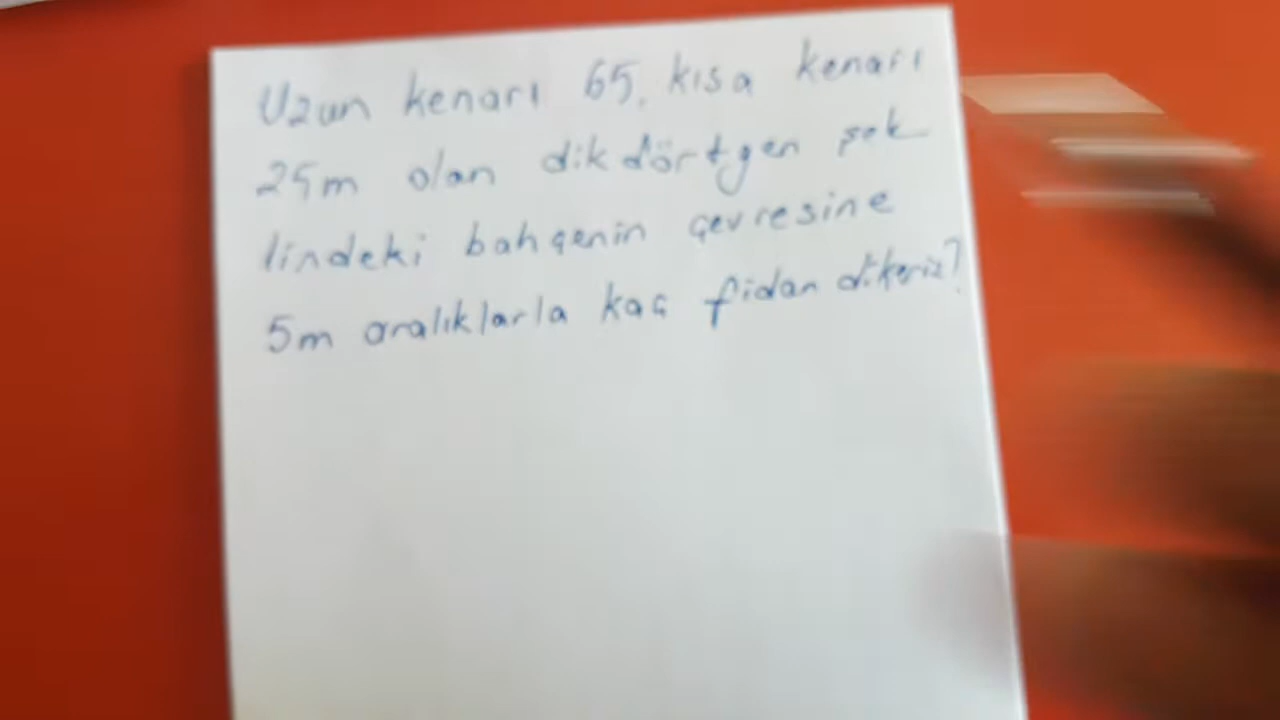 Uzun kenarı 65, kısa kenarı
25m olan dikdörtgen şek
lindeki bahçenin çevresine
5m aralıklarla kaç fidan dikeriz?